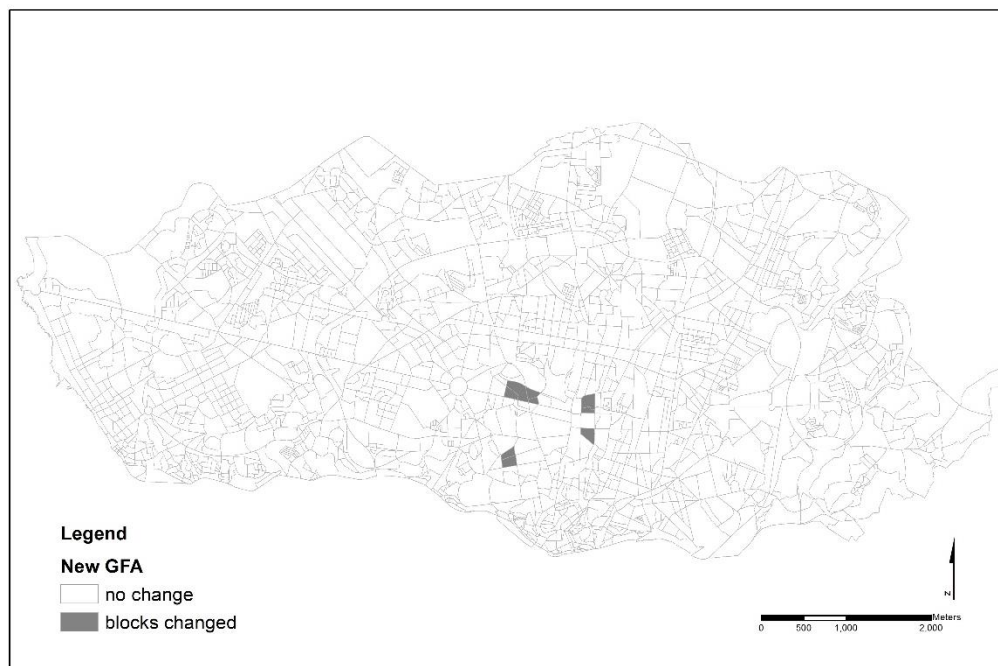 Legend
New GFA
no change
blocks changed
N
Meters
0 500 1,000 2,000